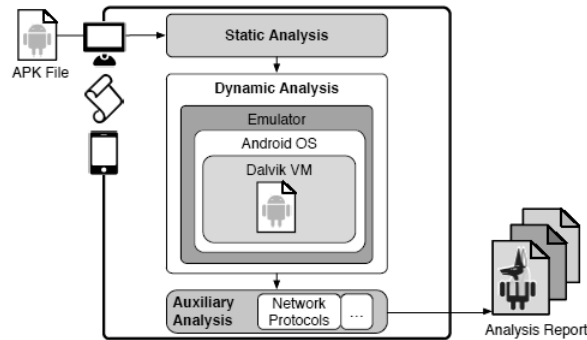 Static Analysis
APK File
Dynamic Analysis
Emulator
Android OS
Dalvik VM
Auxiliary
Analysis
Network
Protocols
...
Analysis Report